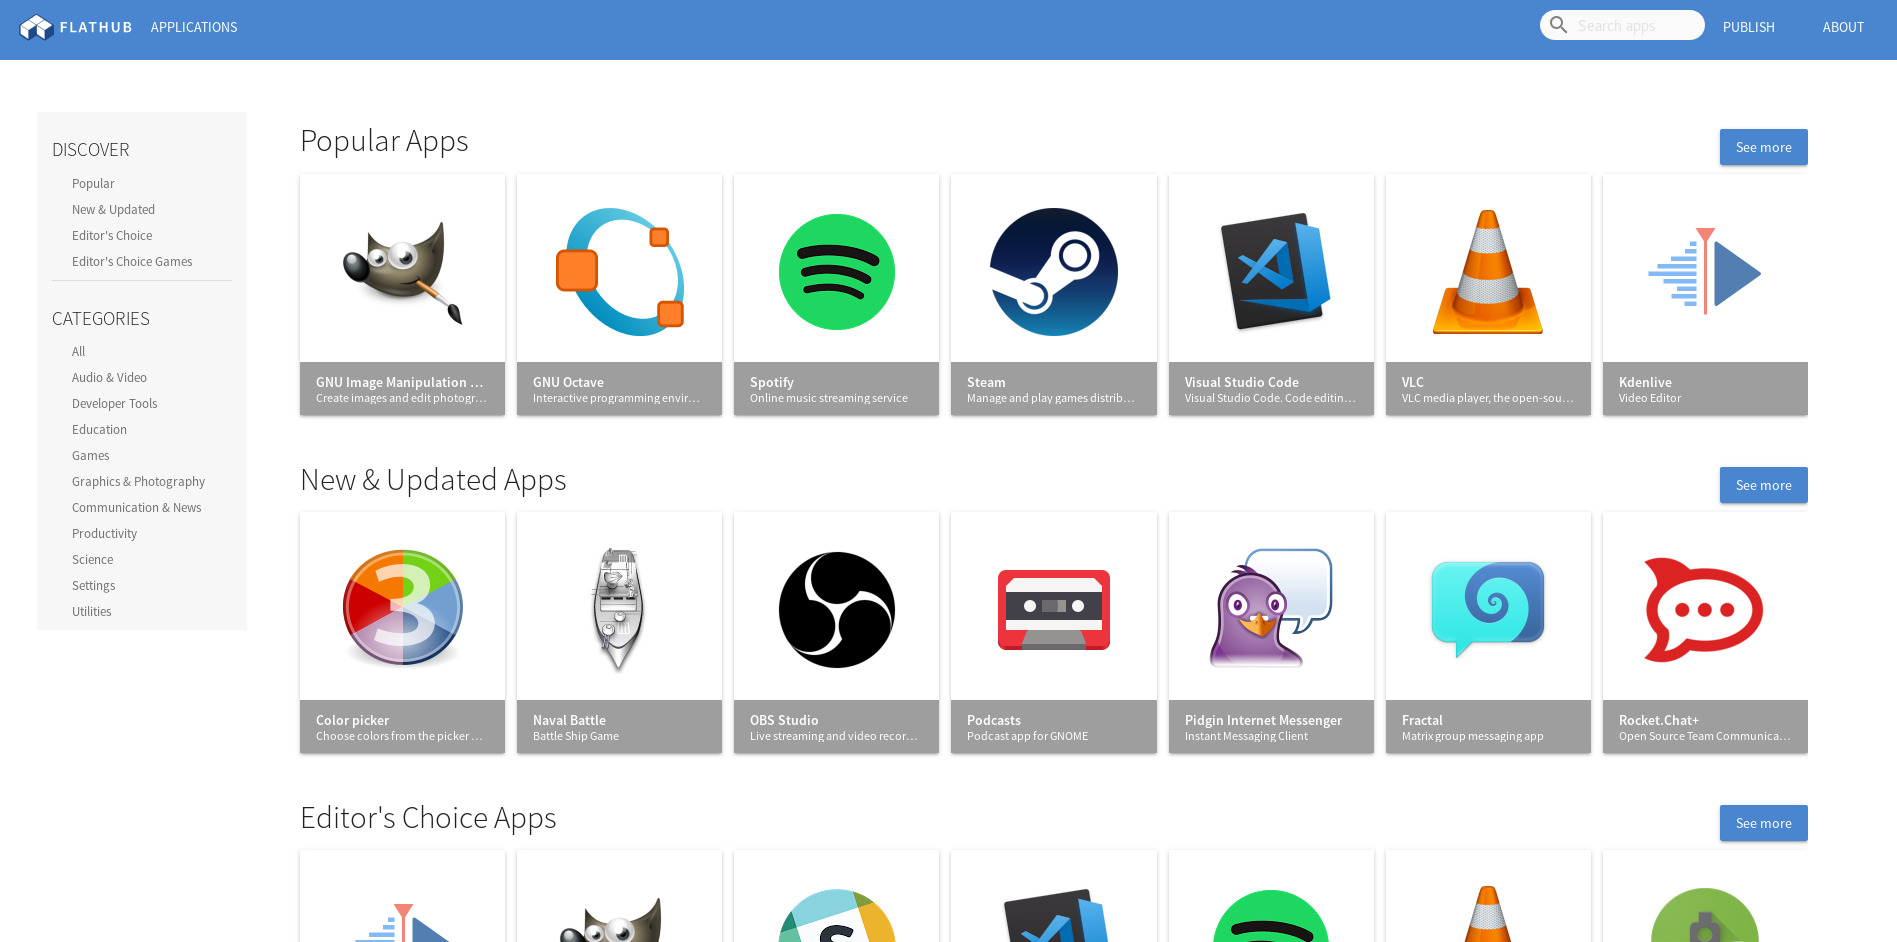 FLATHUB
APPLICATIONS
Search apps
PUBLISH
ABOUT
DISCOVER
Popular
New & Updated
Editor's Choice
Editor's Choice Games
CATEGORIES
All
Audio & Video
Developer Tools
Education
Games
Graphics & Photography
Communication & News
Productivity
Science
Settings
Utilities
Popular Apps
See more
GNU Image Manipulation ...
Create images and edit photogr...
GNU Octave
Interactive programming envir...
Spotify
Online music streaming service
Steam
Manage and play games distrib...
Visual Studio Code
Visual Studio Code. Code editin...
VLC
VLC media player, the open-sou...
Kdenlive
Video Editor
New & Updated Apps
See more
3
Color picker
Choose colors from the picker ...
Naval Battle
Battle Ship Game
OBS Studio
Live streaming and video recor...
Podcasts
Podcast app for GNOME
Pidgin Internet Messenger
Instant Messaging Client
Fractal
Matrix group messaging app
Rocket.Chat+
Open Source Team Communica...
Editor's Choice Apps
See more